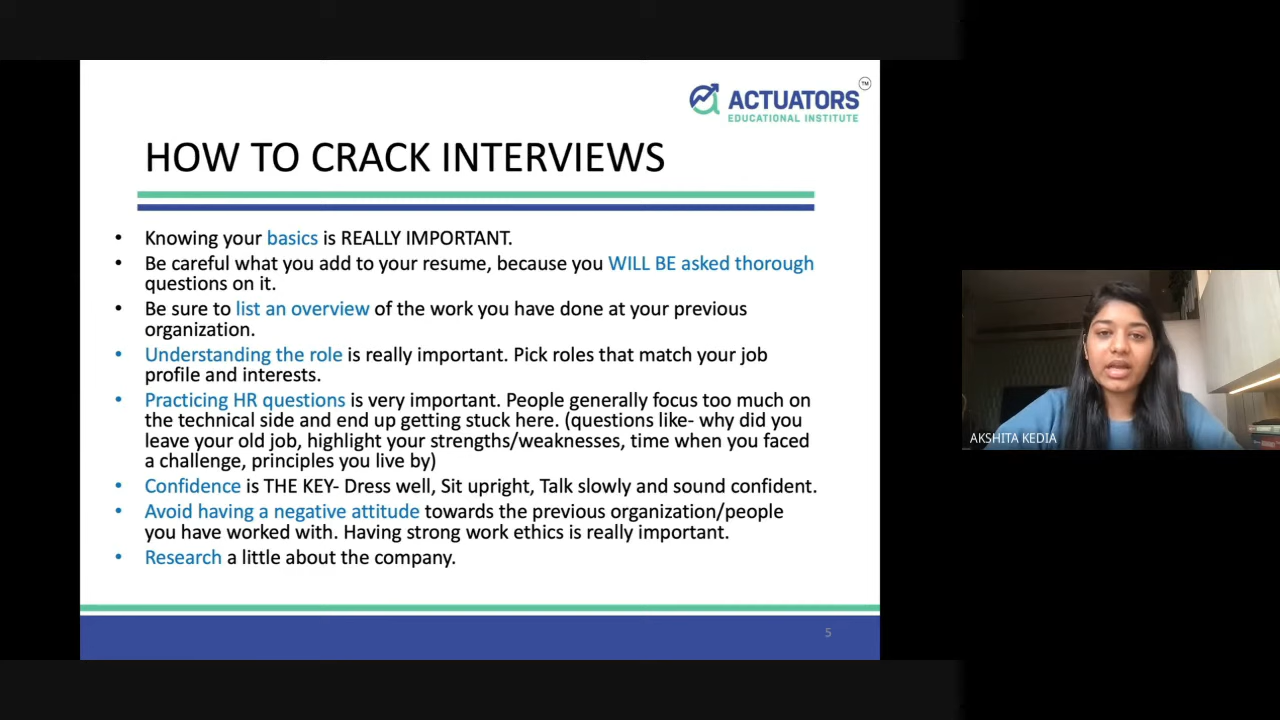 TM
ACTUATORS
EDUCATIONAL INSTITUTE
HOW TO CRACK INTERVIEWS
• Knowing your basics is REALLY IMPORTANT.
• Be careful what you add to your resume, because you WILL BE asked thorough
questions on it.
• Be sure to list an overview of the work you have done at your previous
organization.
• Understanding the role is really important. Pick roles that match your job
profile and interests.
• Practicing HR questions is very important. People generally focus too much on
the technical side and end up getting stuck here. (questions like- why did you
leave your old job, highlight your strengths/weaknesses, time when you faced
a challenge, principles you live by)
• Confidence is THE KEY- Dress well, Sit upright, Talk slowly and sound confident.
• Avoid having a negative attitude towards the previous organization/people
you have worked with. Having strong work ethics is really important.
• Research a little about the company.
5
AKSHITA KEDIA